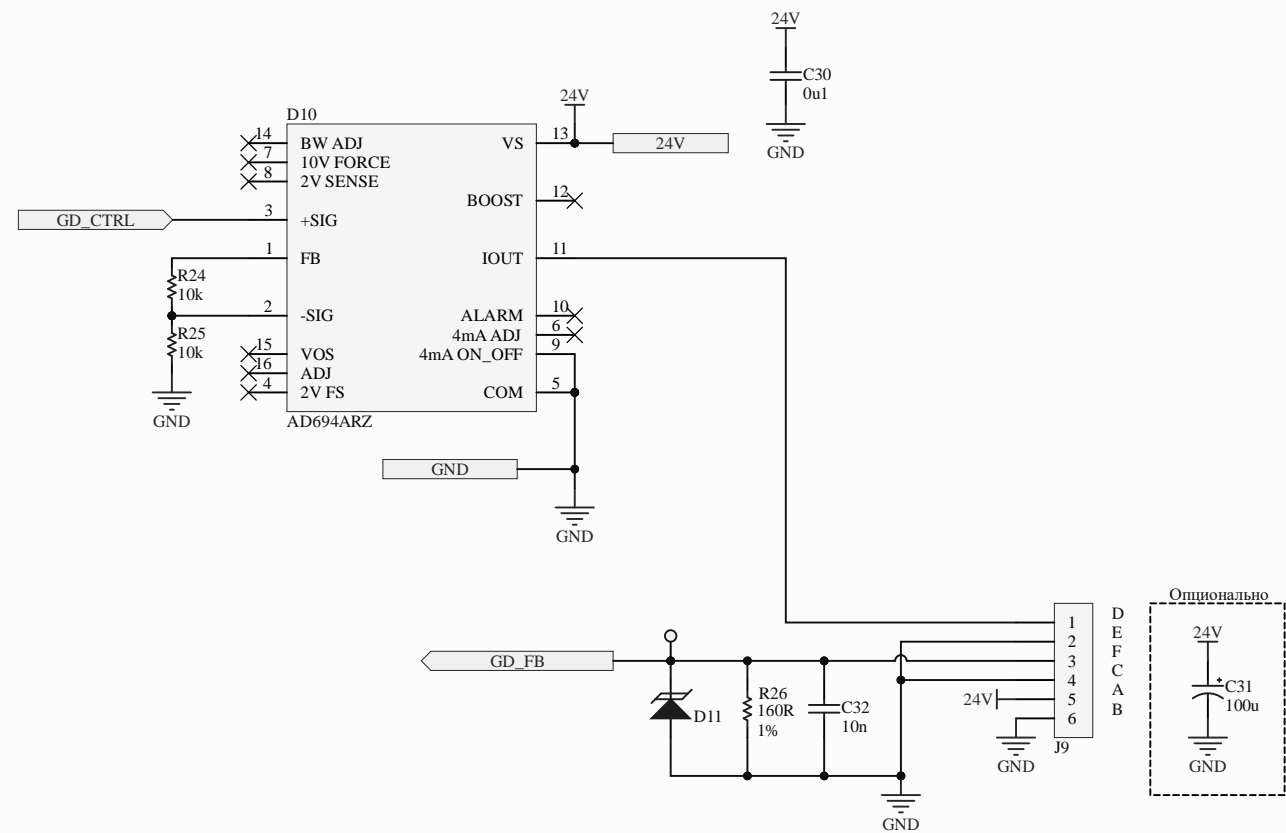 24V
C30
0u1
GND
D10
24V
14
BW ADJ
VS
13
24V
7
10V FORCE
8
2V SENSE
BOOST
12
GD_CTRL
3
+SIG
1
FB
IOUT
11
R24
10k
2
-SIG
ALARM
10
4mA ADJ
6
R25
10k
15
VOS
4mA ON_OFF
9
16
ADJ
4
2V FS
COM
5
GND
AD694ARZ
GND
GND
GD_FB
D11
R26
160R
1%
C32
10n
GND
1
D
2
E
3
F
4
C
24V
5
A
6
B
J9
GND
Опционально
24V
+
C31
100u
GND